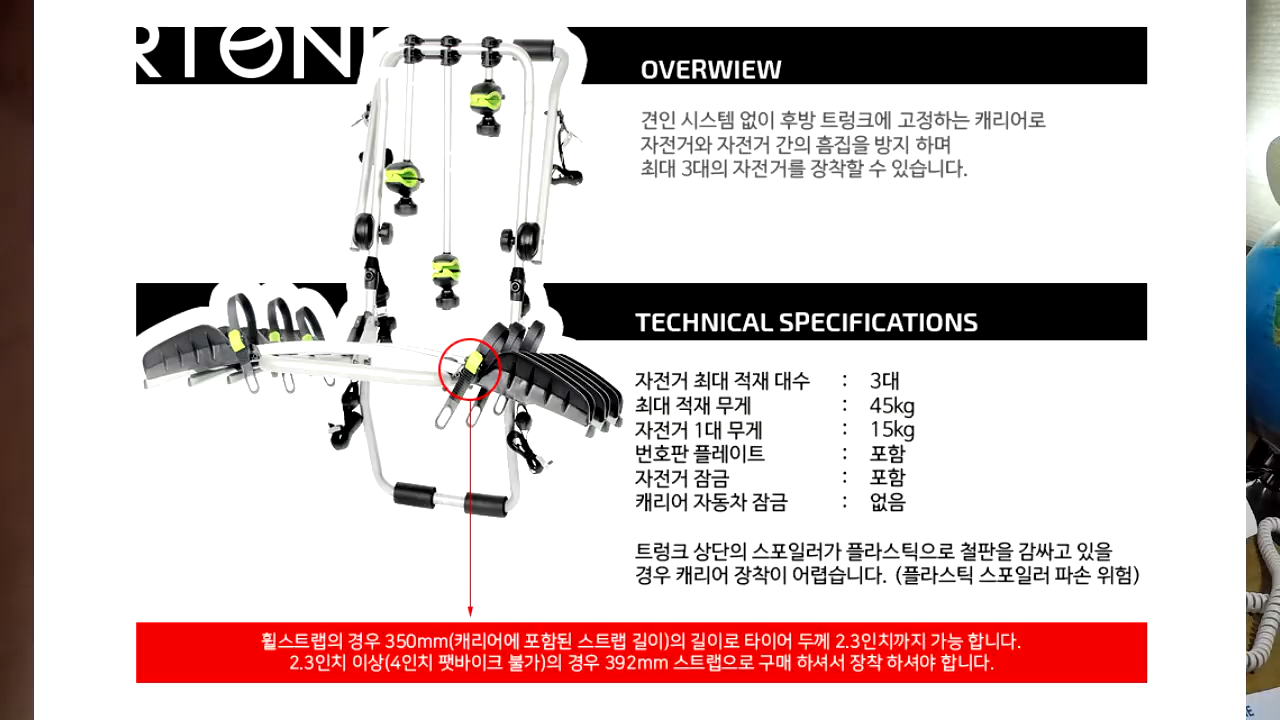 RTON
OVERWIEW
견인 시스템 없이 후방 트렁크에 고정하는 캐리어로
자전거와 자전거 간의 흠집을 방지 하며
최대 3대의 자전거를 장착할 수 있습니다.
TECHNICAL SPECIFICATIONS
자전거 최대 적재 대수 : 3대
최대 적재 무게 : 45kg
자전거 1대 무게 : 15kg
번호판 플레이트 : 포함
자전거 잠금 : 포함
캐리어 자동차 잠금 : 없음
트렁크 상단의 스포일러가 플라스틱으로 철판을 감싸고 있을
경우 캐리어 장착이 어렵습니다. (플라스틱 스포일러 파손 위험)
휠스트랩의 경우 350mm(캐리어에 포함된 스트랩 길이)의 길이로 타이어 두께 2.3인치까지 가능 합니다.
2.3인치 이상(4인치 팻바이크 불가)의 경우 392mm 스트랩으로 구매 하셔서 장착 하셔야 합니다.